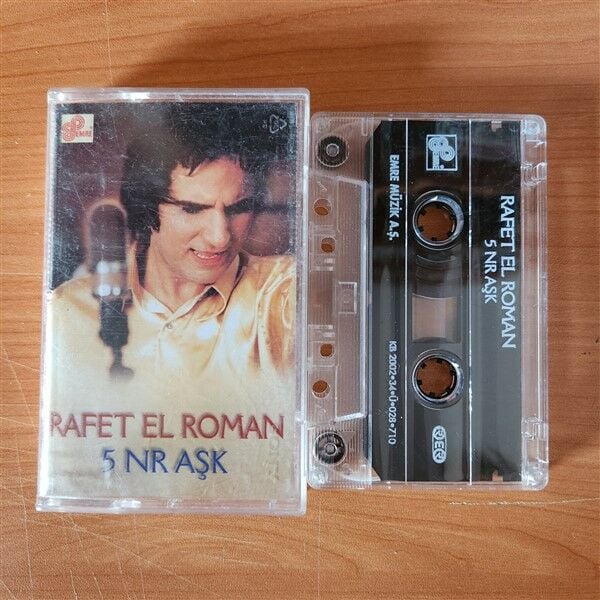 EMRE
RAFET EL ROMAN
5 NR AŞK
EMRE MÜZİK A.Ş.
RAFET EL ROMAN
5 NR AŞK
KB 2002•34•Ü•028•710